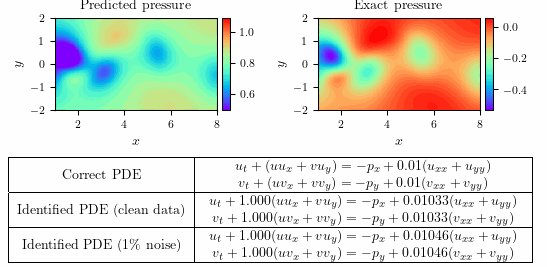 Predicted pressure
Exact pressure
2
1
0
−1
−2
y
2
4
6
8
x
1.0
0.8
0.6
2
1
0
−1
−2
y
2
4
6
8
x
0.0
−0.2
−0.4
Correct PDE
u_t + (uu_x + vu_y) = −p_x + 0.01(u_xx + u_yy)
v_t + (uv_x + vv_y) = −p_y + 0.01(v_xx + v_yy)
Identified PDE (clean data)
u_t + 1.000(uu_x + vu_y) = −p_x + 0.01033(u_xx + u_yy)
v_t + 1.000(uv_x + vv_y) = −p_y + 0.01033(v_xx + v_yy)
Identified PDE (1% noise)
u_t + 1.000(uu_x + vu_y) = −p_x + 0.01046(u_xx + u_yy)
v_t + 1.000(uv_x + vv_y) = −p_y + 0.01046(v_xx + v_yy)